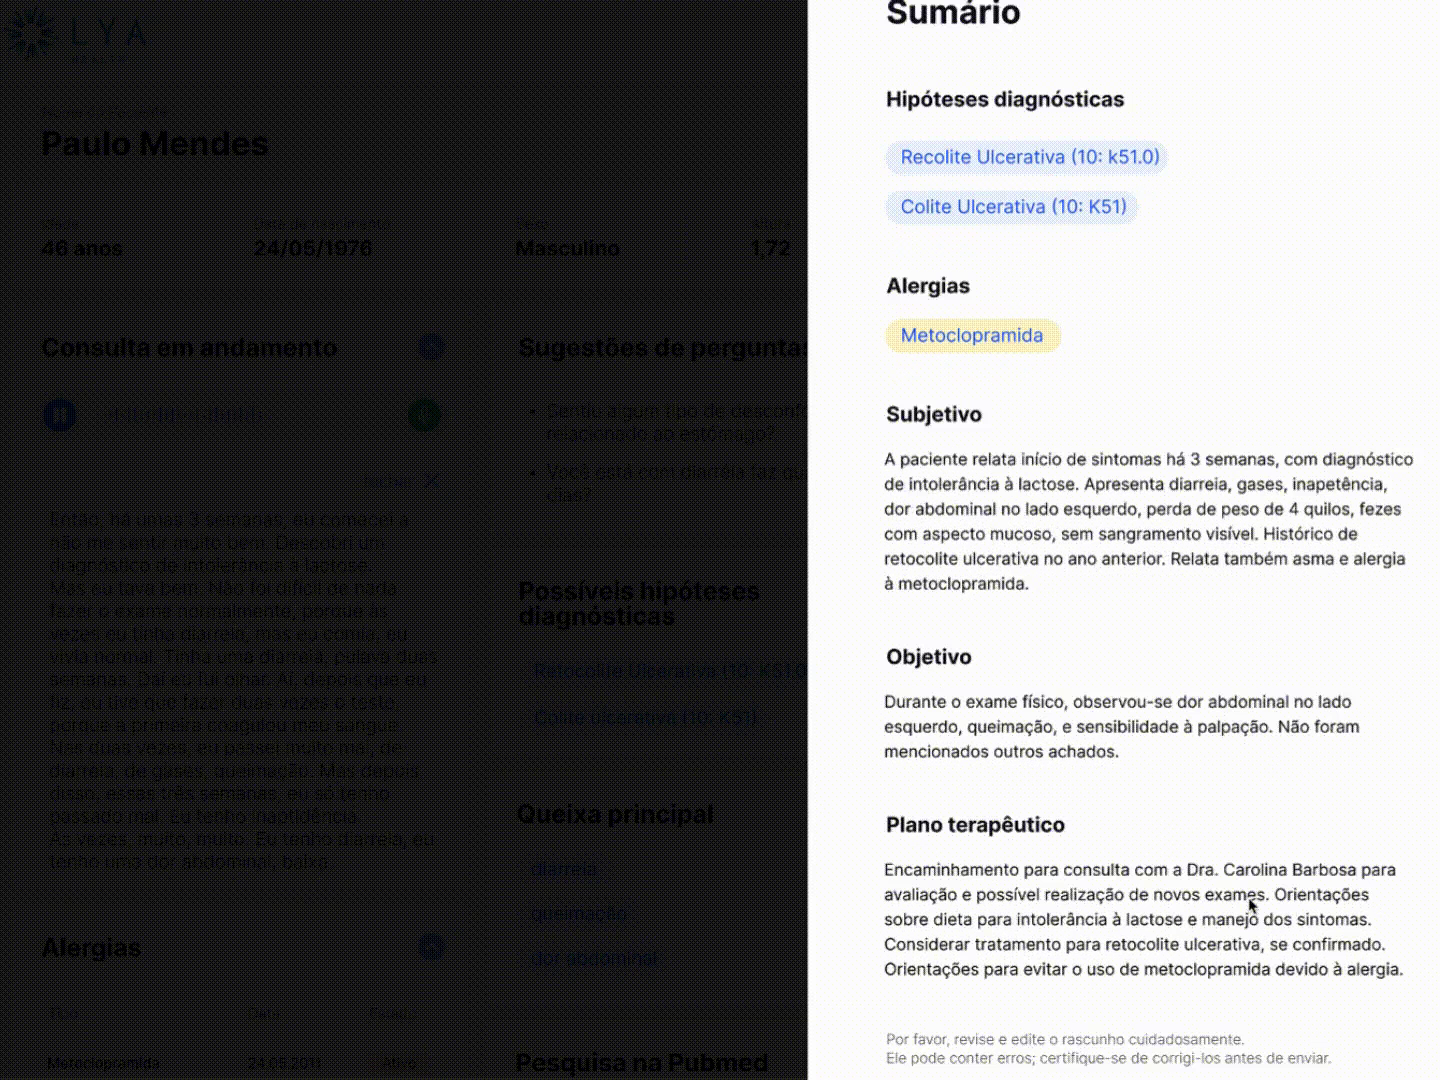 LYA
Paulo Mendes
46 anos
24/05/1976
Masculino
1,72
Consulta em andamento
Então, há umas 3 semanas, eu comecei a
não me sentir muito bem. Descobri um
diagnóstico de intolerância à lactose.
Mas eu tava bem. Não foi difícil de nada
fazer o exame normalmente, porque às
vezes eu tinha diarreia, mas eu comia, eu
vivia normal. Tinha uma diarreia, pulava duas
semanas. Daí eu fui olhar. Aí, depois que eu
fiz, eu tive que fazer duas vezes o teste,
porque a primeira coagulou meu sangue.
Nas duas vezes, eu passei muito mal, de
diarreia, de gases, queimação. Mas depois
disso, esses três semanas, eu só tenho
passado mal. Eu tenho
Às vezes, muito, muito. Eu tenho diarreia, eu
tenho uma dor abdominal, baixa
Alergias
Data
Metoclopramida
24.05.2011
Ativo
Sugestões de pergunta
Sentiu algum tipo de desconf
relacionado ao estômago?
Você está com diarreia faz qu
dias?
Possíveis hipóteses
diagnósticas
Retocolite Ulcerativa (10: K51.0
Colite ulcerativa (10: K51)
Queixa principal
diarreia
queimação
dor abdominal
Pesquisa na Pubmed
Sumário
Hipóteses diagnósticas
Recolite Ulcerativa (10: k51.0)
Colite Ulcerativa (10: K51)
Alergias
Metoclopramida
Subjetivo
A paciente relata início de sintomas há 3 semanas, com diagnóstico
de intolerância à lactose. Apresenta diarreia, gases, inapetência,
dor abdominal no lado esquerdo, perda de peso de 4 quilos, fezes
com aspecto mucoso, sem sangramento visível. Histórico de
retocolite ulcerativa no ano anterior. Relata também asma e alergia
à metoclopramida.
Objetivo
Durante o exame físico, observou-se dor abdominal no lado
esquerdo, queimação, e sensibilidade à palpação. Não foram
mencionados outros achados.
Plano terapêutico
Encaminhamento para consulta com a Dra. Carolina Barbosa para
avaliação e possível realização de novos exames. Orientações
sobre dieta para intolerância à lactose e manejo dos sintomas.
Considerar tratamento para retocolite ulcerativa, se confirmado.
Orientações para evitar o uso de metoclopramida devido à alergia.
Por favor, revise e edite o rascunho cuidadosamente.
Ele pode conter erros; certifique-se de corrigi-los antes de enviar.